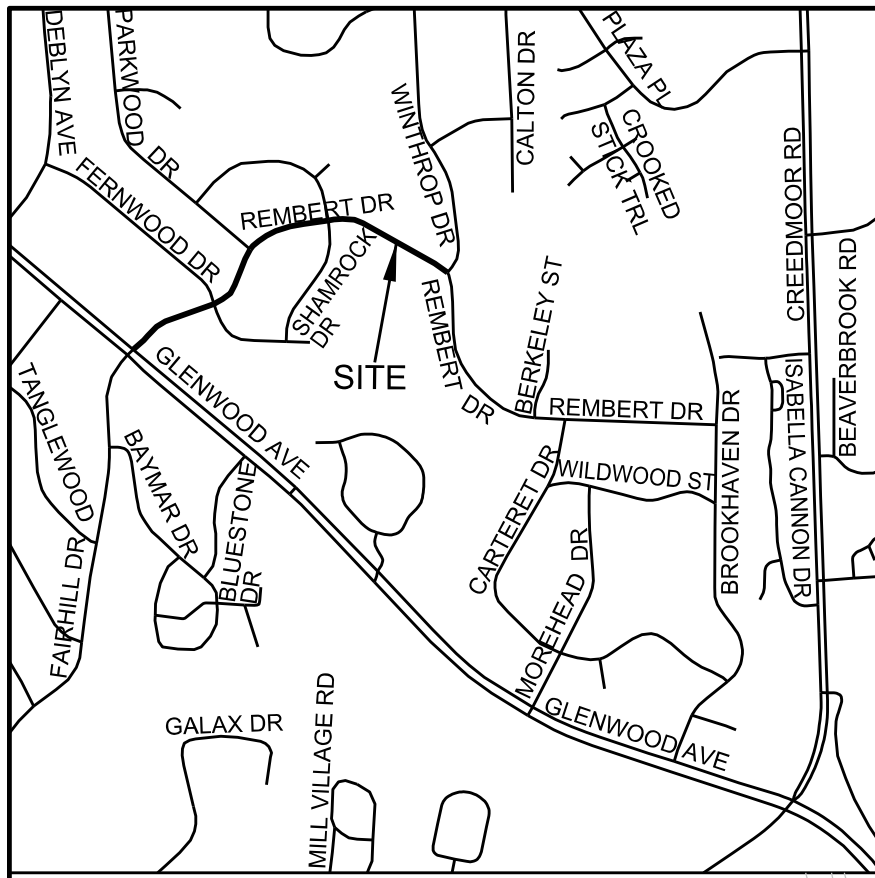 DEBLYN AVE
PARKWOOD DR
PLAZA PL
CALTON DR
WINTHROP DR
CROOKED
STICK TRL
CREEDMOOR RD
FERNWOOD DR
REMBERT DR
SHAMROCK
DR
BEAVERBROOK RD
BERKELEY ST
REMBERT DR
SITE
GLENWOOD AVE
TANGLEWOOD
REMBERT DR
BROOKHAVEN DR
ISABELLA CANNON DR
BAYMAR DR
BLUESTONE
DR
WILDWOOD ST
CARTERET DR
MOREHEAD DR
FAIRHILL DR
GALAX DR
MILL VILLAGE RD
GLENWOOD AVE